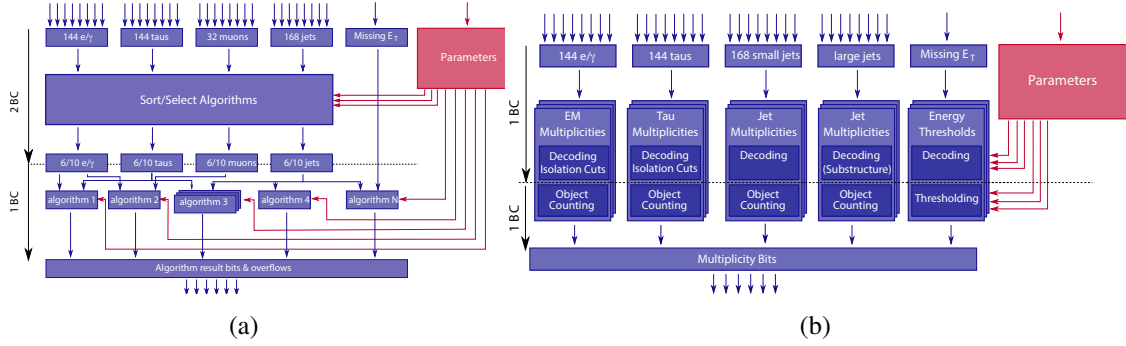 144 e/γ
144 taus
32 muons
168 jets
Missing E_T
Parameters
2 BC
Sort/Select Algorithms
6/10 e/γ
6/10 taus
6/10 muons
6/10 jets
1 BC
algorithm 1
algorithm 2
algorithm 3
algorithm 4
algorithm N
Algorithm result bits & overflows
(a)
144 e/γ
144 taus
168 small jets
large jets
Missing E_T
Parameters
1 BC
EM
Multiplicities
Tau
Multiplicities
Jet
Multiplicities
Jet
Multiplicities
Energy
Thresholds
Decoding
Isolation Cuts
Decoding
Isolation Cuts
Decoding
Decoding
(Substructure)
Decoding
1 BC
Object
Counting
Object
Counting
Object
Counting
Object
Counting
Thresholding
Multiplicity Bits
(b)